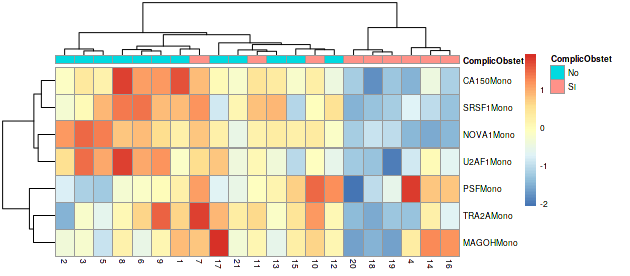 ComplicObstet
CA150Mono
SRSF1Mono
NOVA1Mono
U2AF1Mono
PSFMono
TRA2AMono
MAGOHMono
2 3 5 8 6 9 1 7 17 21 11 13 15 10 12 20 18 19 4 14 16
1
0
-1
-2
ComplicObstet
No
SI